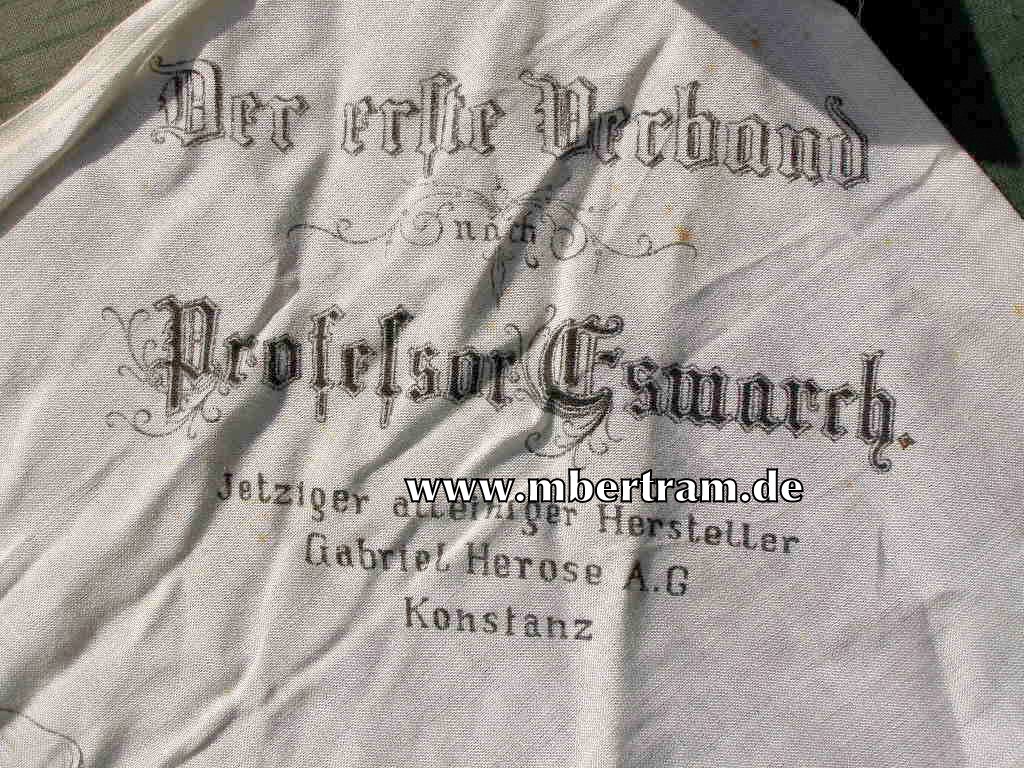 Der erste Verband
nach
Professor Esmarch.
www.mbertram.de
Jetziger alleiniger Hersteller
Gabriel Herose A.G
Konstanz